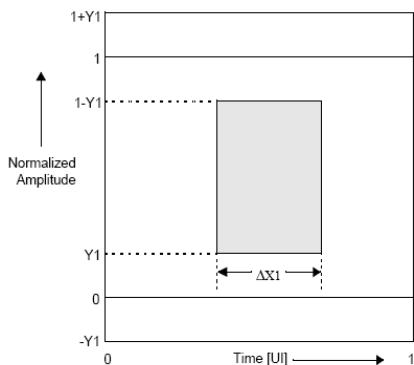 1+Y1
1
1-Y1
Normalized
Amplitude
Y1
ΔX1
0
-Y1
0 Time [UI] 1